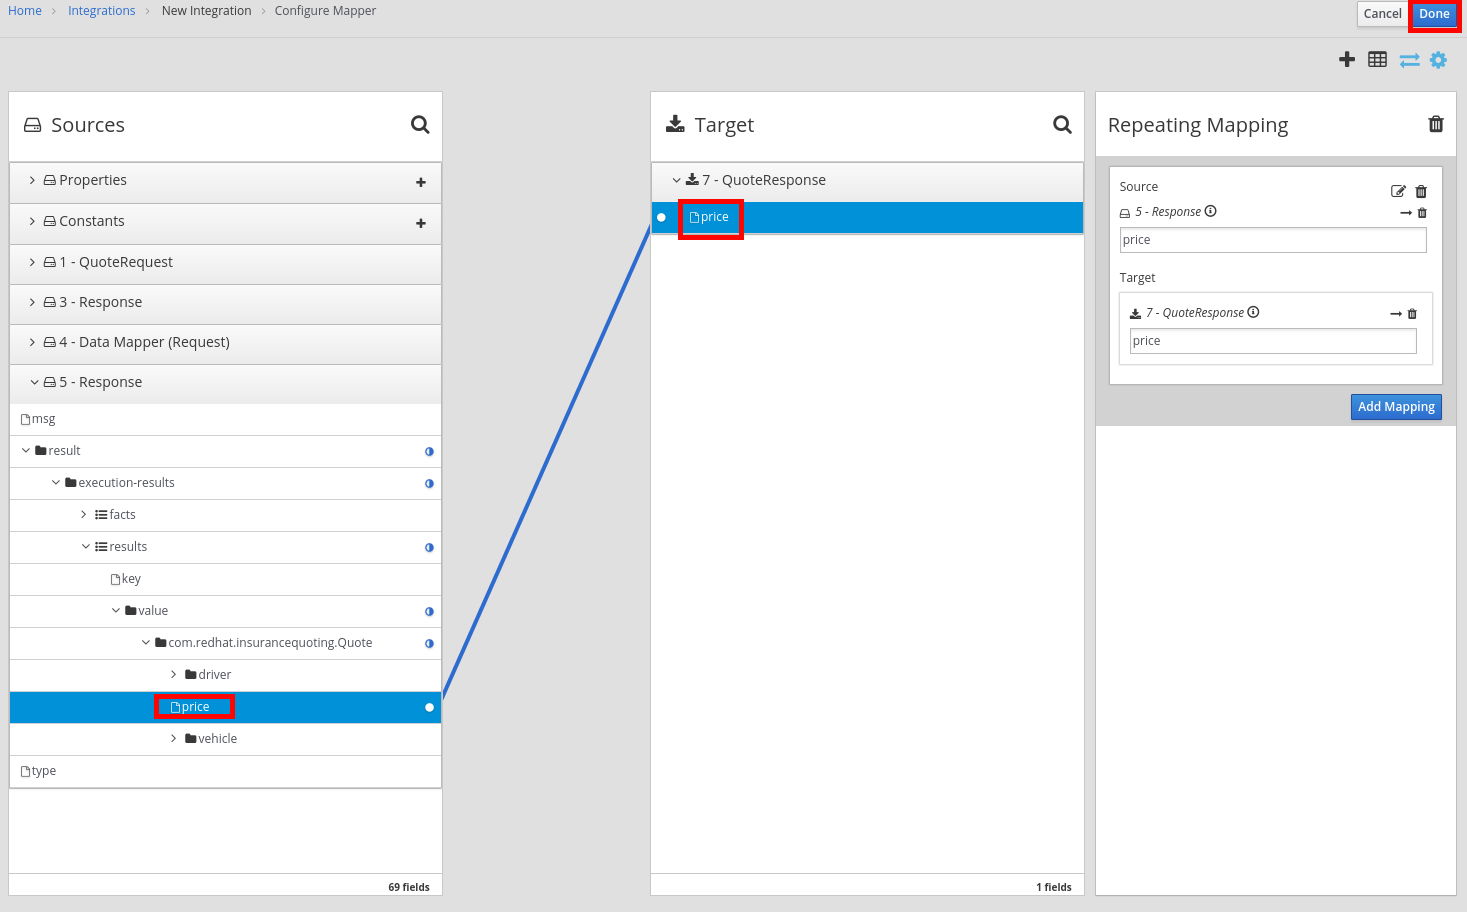 Home
Integrations
New Integration
Configure Mapper
Cancel
Done
Sources
Properties
Constants
1 - QuoteRequest
3 - Response
4 - Data Mapper (Request)
5 - Response
msg
result
execution-results
facts
results
key
value
com.redhat.insurancequoting.Quote
driver
price
vehicle
type
69 fields
Target
7 - QuoteResponse
price
1 fields
Repeating Mapping
Source
5 - Response
price
Target
7 - QuoteResponse
price
Add Mapping